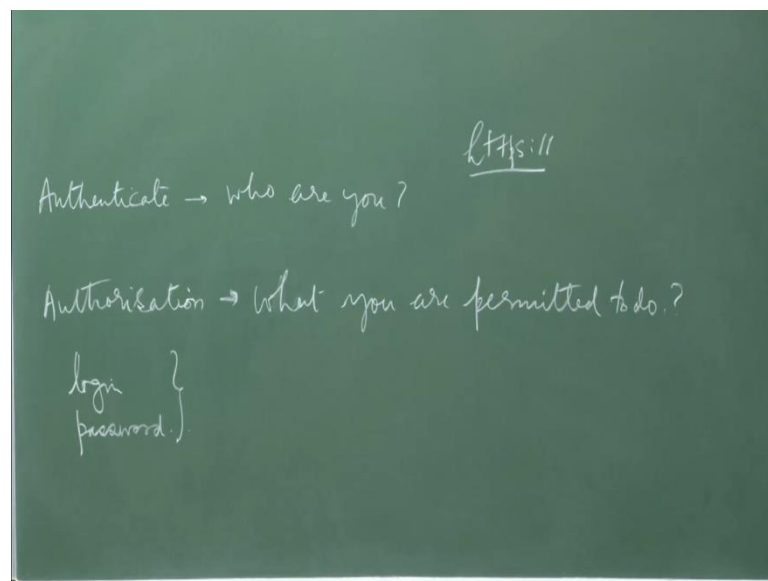 https://
Authenticate → who are you?
Authorisation → What you are permitted to do.?
login }
password. }.